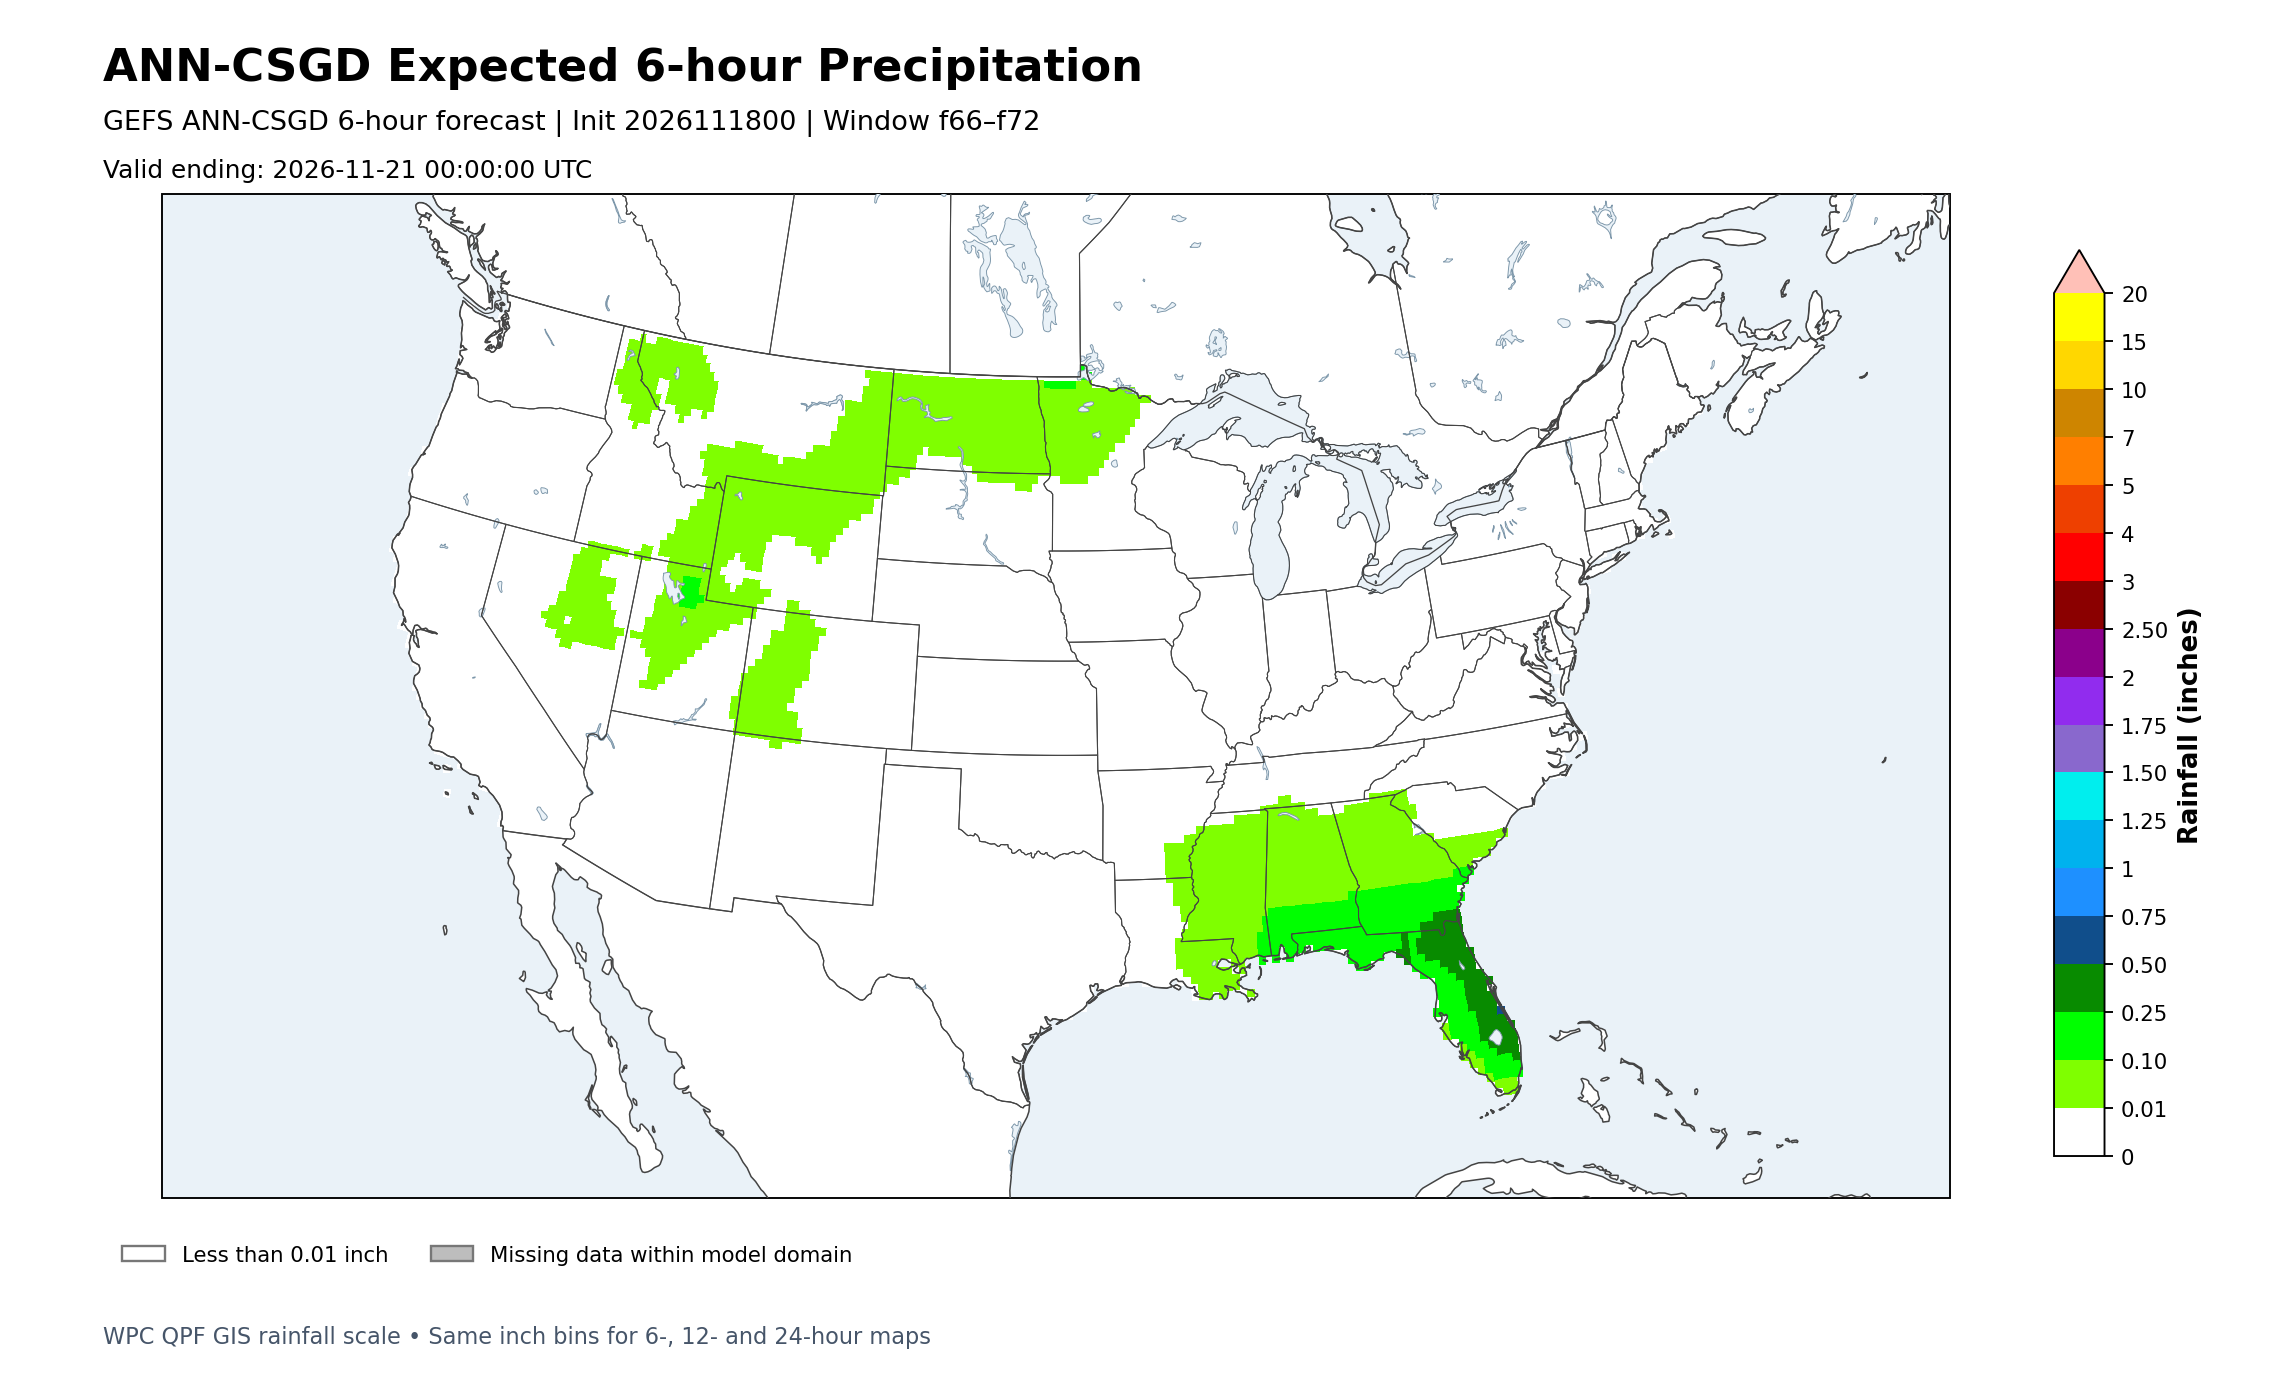 ANN-CSGD Expected 6-hour Precipitation
GEFS ANN-CSGD 6-hour forecast | Init 2026111800 | Window f66–f72
Valid ending: 2026-11-21 00:00:00 UTC
20
15
10
7
5
4
3
2.50
2
1.75
1.50
1.25
1
0.75
0.50
0.25
0.10
0.01
0
Rainfall (inches)
Less than 0.01 inch
Missing data within model domain
WPC QPF GIS rainfall scale • Same inch bins for 6-, 12- and 24-hour maps